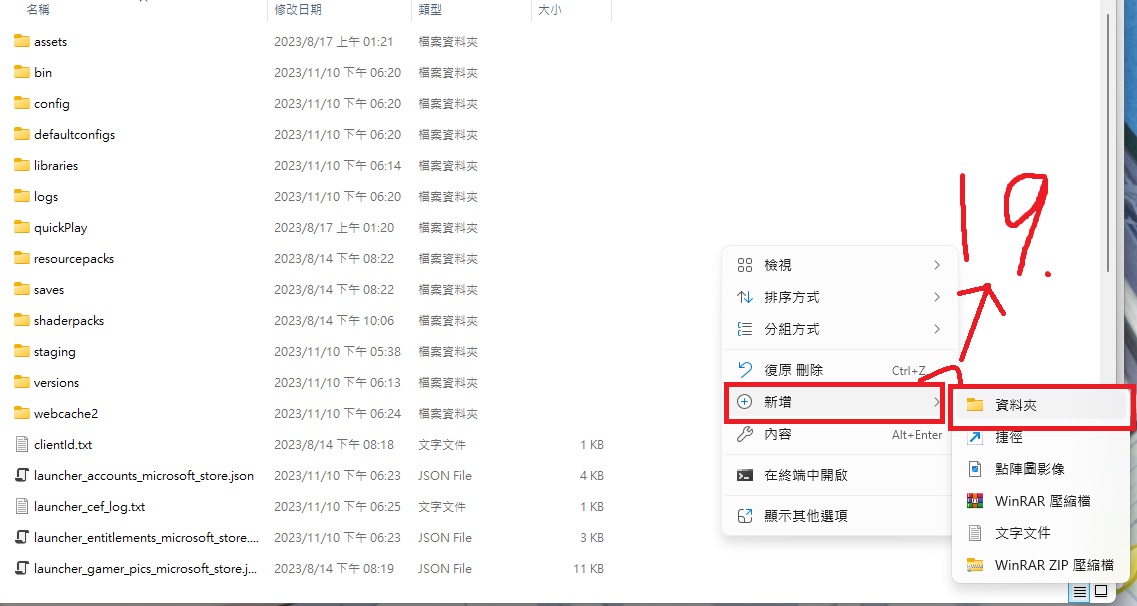 名稱 修改日期 類型 大小
assets 2023/8/17 上午 01:21 檔案資料夾
bin 2023/11/10 下午 06:20 檔案資料夾
config 2023/11/10 下午 06:20 檔案資料夾
defaultconfigs 2023/11/10 下午 06:20 檔案資料夾
libraries 2023/11/10 下午 06:14 檔案資料夾
logs 2023/11/10 下午 06:20 檔案資料夾
quickPlay 2023/8/17 上午 01:20 檔案資料夾
resourcepacks 2023/8/14 下午 08:22 檔案資料夾
saves 2023/8/14 下午 08:22 檔案資料夾
shaderpacks 2023/8/14 下午 10:06 檔案資料夾
staging 2023/11/10 下午 05:38 檔案資料夾
versions 2023/11/10 下午 06:13 檔案資料夾
webcache2 2023/11/10 下午 06:24 檔案資料夾
clientId.txt 2023/8/14 下午 08:18 文字文件 1 KB
launcher_accounts_microsoft_store.json 2023/11/10 下午 06:23 JSON File 4 KB
launcher_cef_log.txt 2023/11/10 下午 06:25 文字文件 1 KB
launcher_entitlements_microsoft_store.... 2023/11/10 下午 06:23 JSON File 3 KB
launcher_gamer_pics_microsoft_store.j... 2023/8/14 下午 08:19 JSON File 11 KB
19.
檢視
排序方式
分組方式
復原 刪除 Ctrl+Z
新增
內容 Alt+Enter
在終端中開啟
顯示其他選項
資料夾
捷徑
點陣圖影像
WinRAR 壓縮檔
文字文件
WinRAR ZIP 壓縮檔